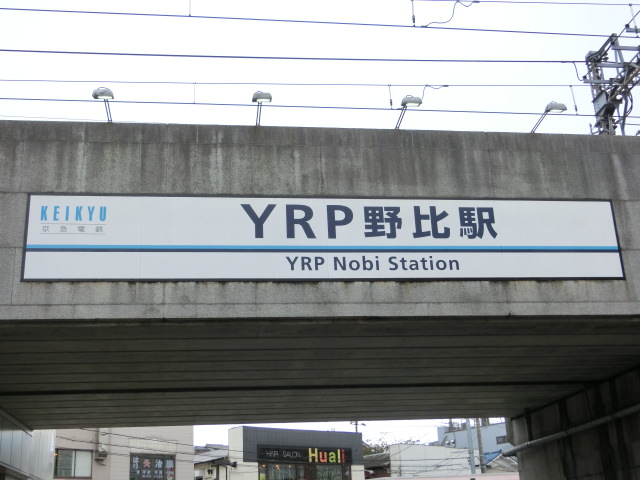 KEIKYU
京急電鉄
YRP野比駅
YRP Nobi Station
HAIR SALON Huali